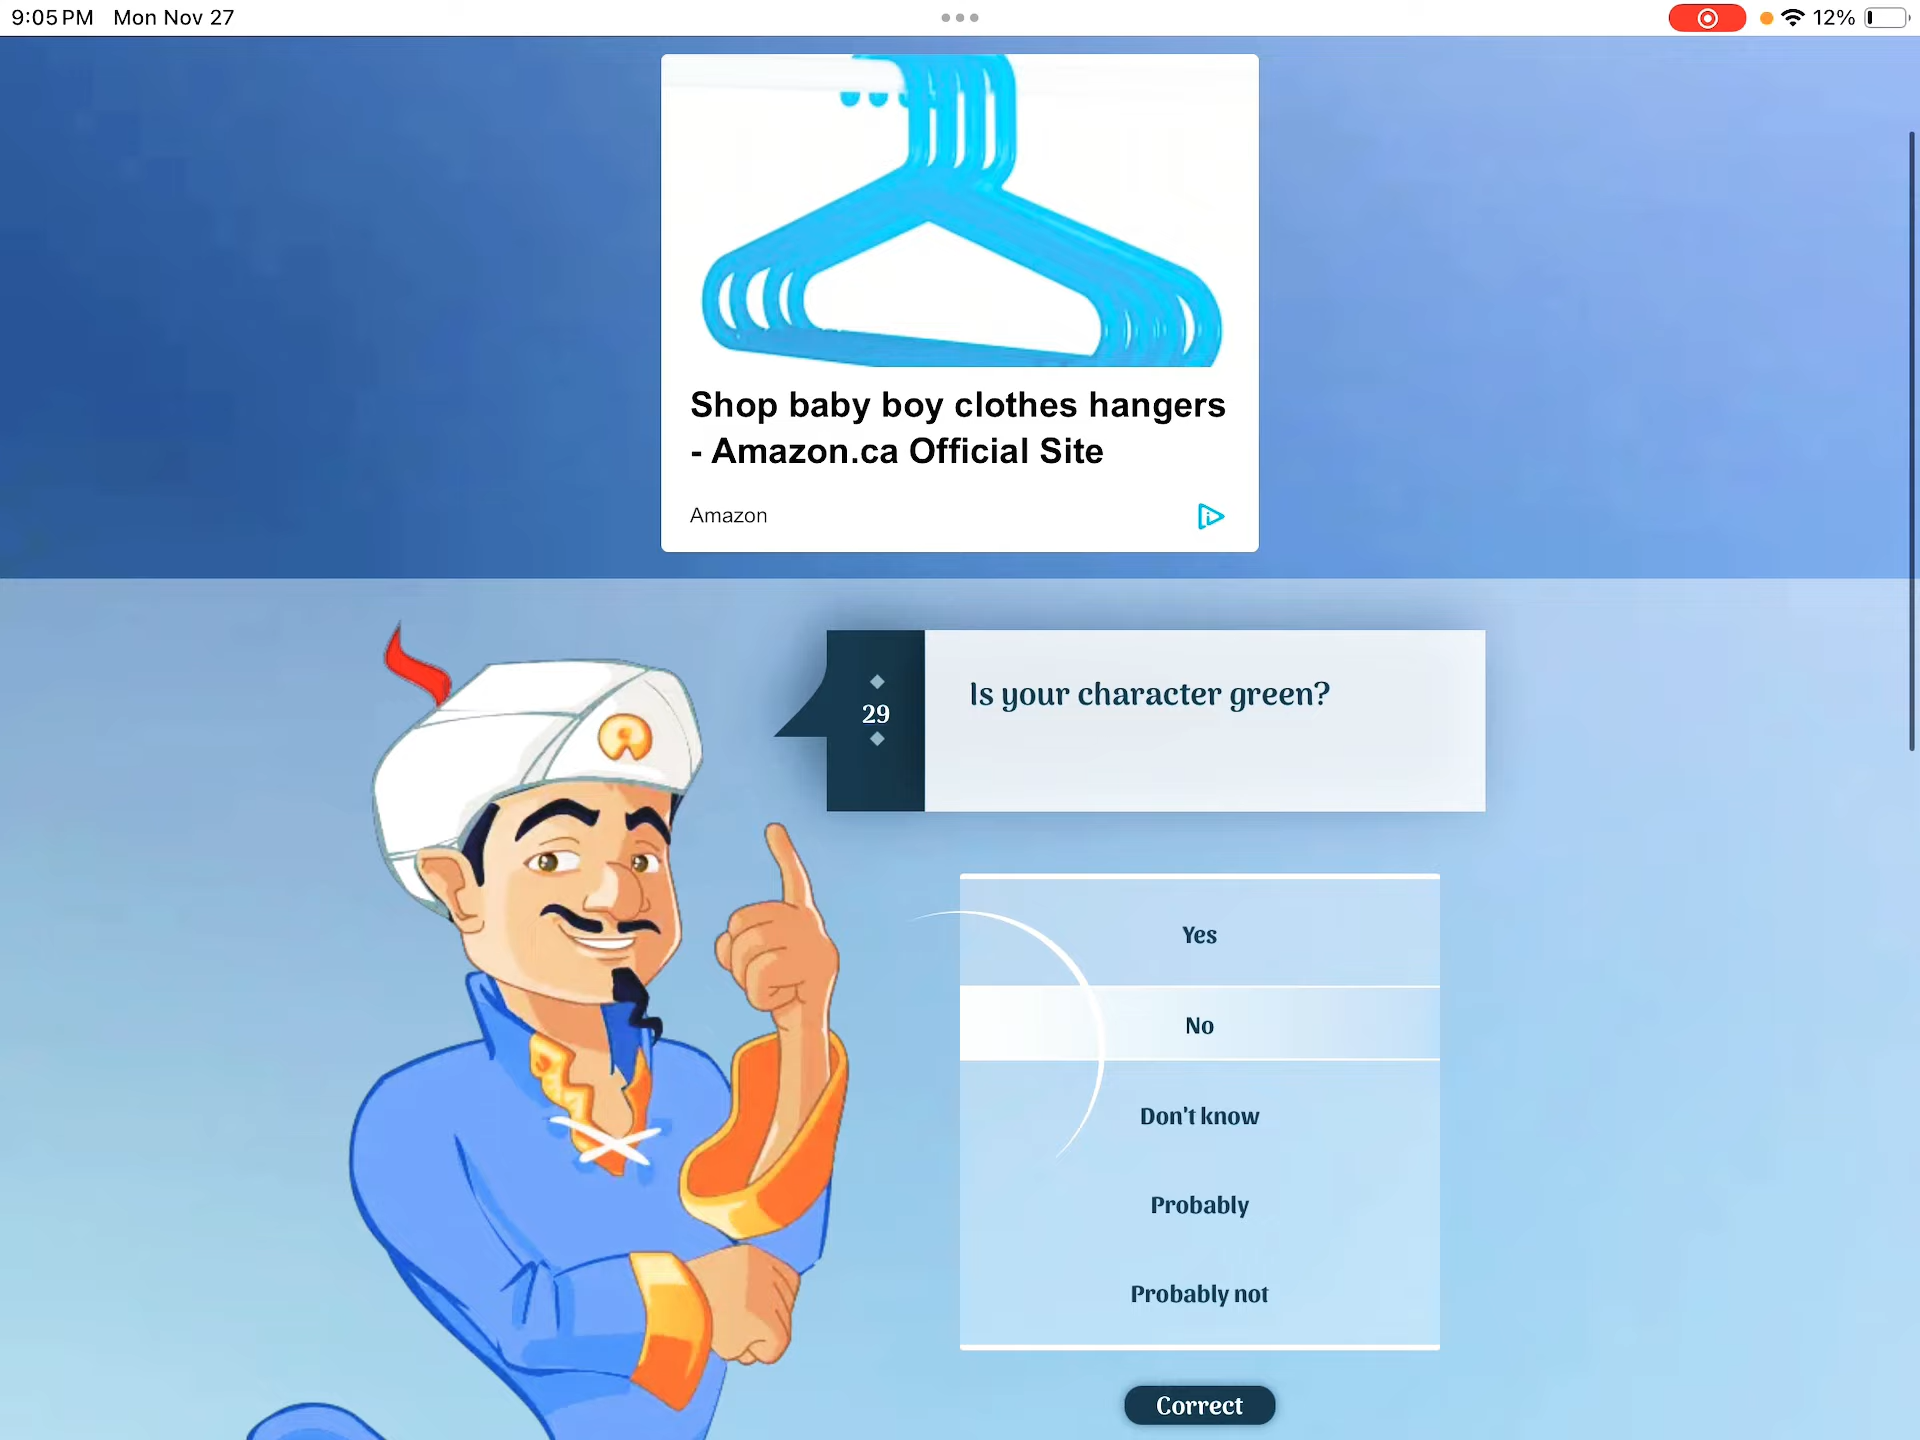 9:05 PM Mon Nov 27
12%
Shop baby boy clothes hangers
- Amazon.ca Official Site
Amazon
29
Is your character green?
Yes
No
Don't know
Probably
Probably not
Correct